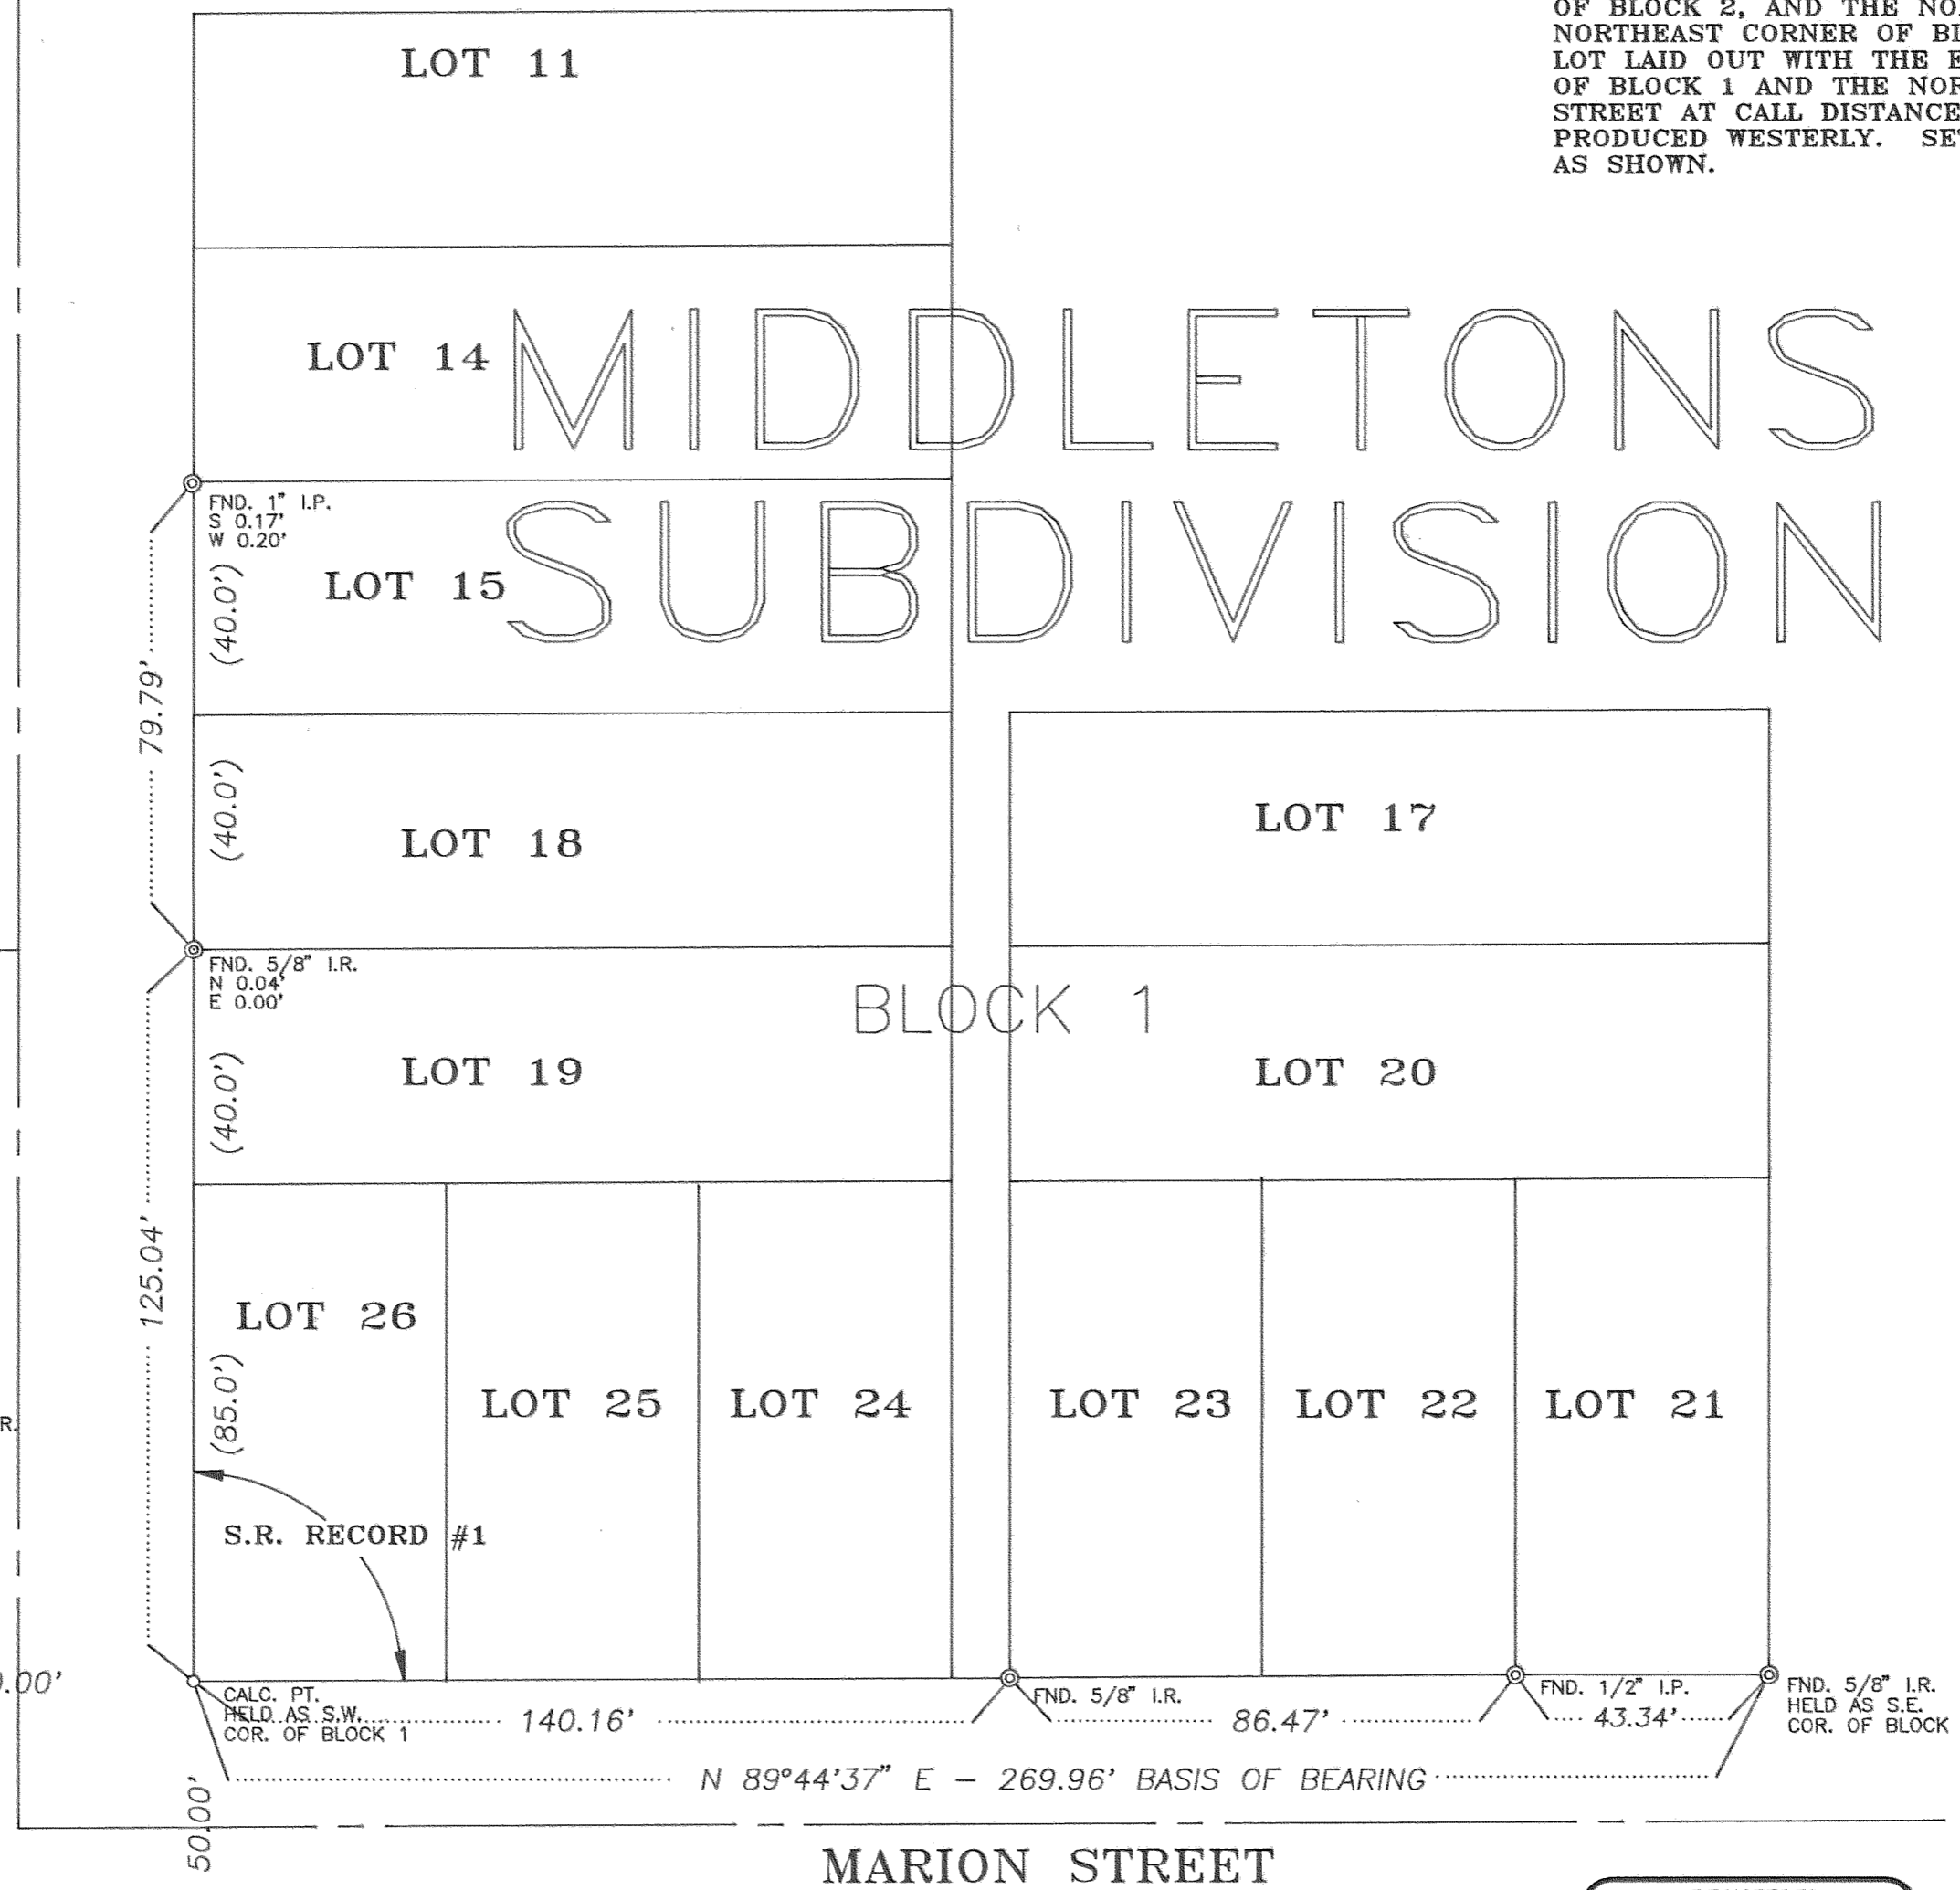 OF BLOCK 2, AND THE
NORTHEAST CORNER OF
LOT LAID OUT WITH THE
OF BLOCK 1 AND THE
STREET AT CALL DISTANCE
PRODUCED WESTERLY.
AS SHOWN.
LOT 11
LOT 14
MIDDLETONS
SUBDIVISION
FND. 1" I.P.
S 0.17'
W 0.20'
(40.0')
LOT 15
79.79'
(40.0')
LOT 18
LOT 17
FND. 5/8" I.R.
N 0.04'
E 0.00'
BLOCK 1
(40.0')
LOT 19
LOT 20
125.04'
LOT 26
(85.0')
LOT 25
LOT 24
LOT 23
LOT 22
LOT 21
R.
S.R. RECORD #1
.00'
CALC. PT.
HELD AS S.W.
COR. OF BLOCK 1
140.16'
FND. 5/8" I.R.
86.47'
FND. 1/2" I.P.
43.34'
FND. 5/8" I.R.
HELD AS S.E.
COR. OF BLOCK
N 89°44'37" E - 269.96' BASIS OF BEARING
50.00'
MARION STREET